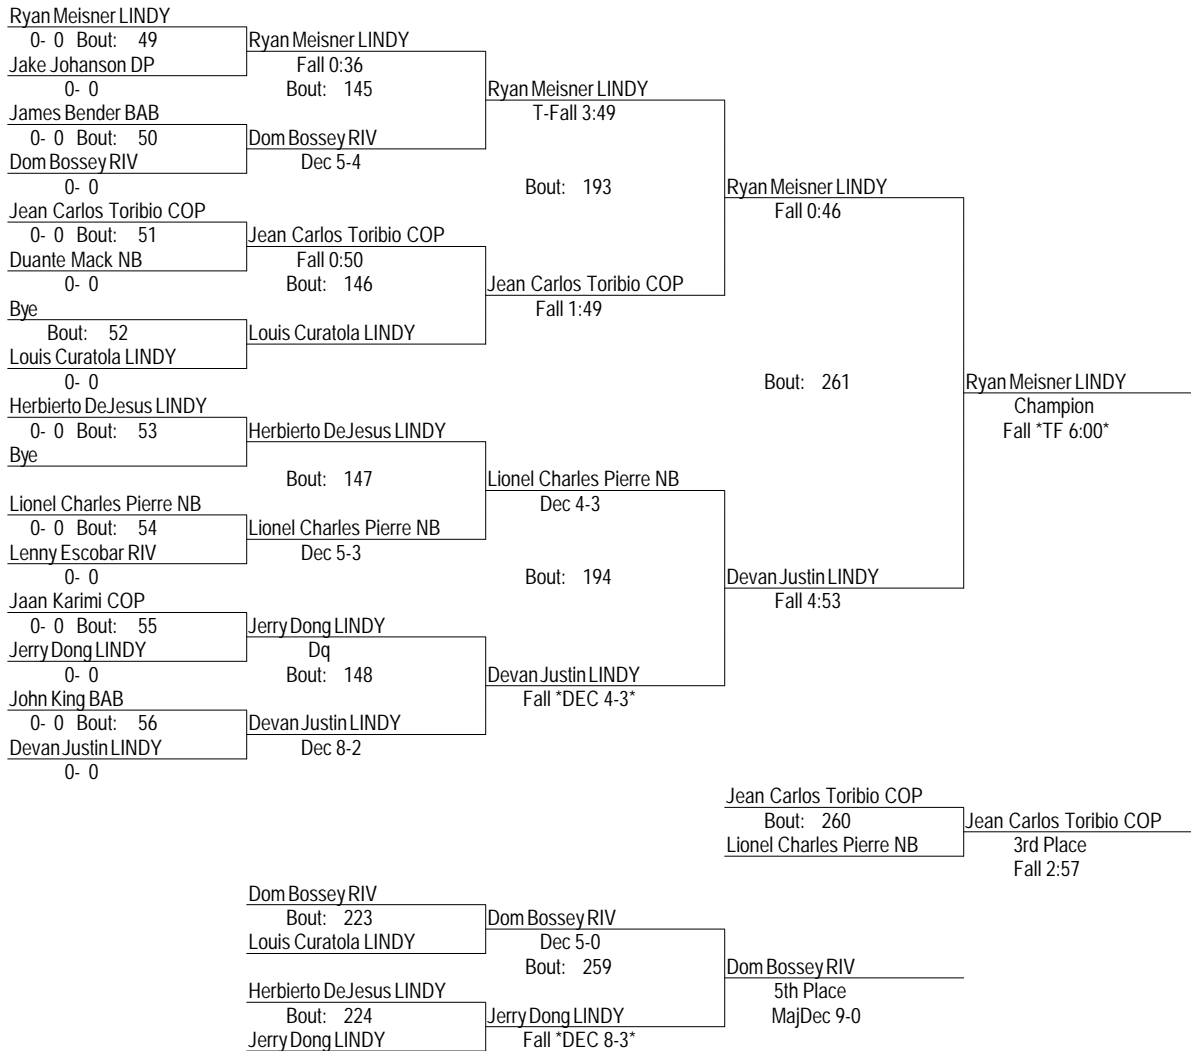 Ryan Meisner LINDY
0- 0 Bout: 49
Jake Johanson DP
0- 0
James Bender BAB
0- 0 Bout: 50
Dom Bossey RIV
0- 0
Jean Carlos Toribio COP
0- 0 Bout: 51
Duante Mack NB
0- 0
Bye
Bout: 52
Louis Curatola LINDY
0- 0
Herbierto DeJesus LINDY
0- 0 Bout: 53
Bye
Lionel Charles Pierre NB
0- 0 Bout: 54
Lenny Escobar RIV
0- 0
Jaan Karimi COP
0- 0 Bout: 55
Jerry Dong LINDY
0- 0
John King BAB
0- 0 Bout: 56
Devan Justin LINDY
0- 0
Ryan Meisner LINDY
Fall 0:36
Bout: 145
Dom Bossey RIV
Dec 5-4
Jean Carlos Toribio COP
Fall 0:50
Bout: 146
Louis Curatola LINDY
Herbierto DeJesus LINDY
Bout: 147
Lionel Charles Pierre NB
Dec 5-3
Jerry Dong LINDY
Dq
Bout: 148
Devan Justin LINDY
Dec 8-2
Ryan Meisner LINDY
T-Fall 3:49
Bout: 193
Jean Carlos Toribio COP
Fall 1:49
Lionel Charles Pierre NB
Dec 4-3
Bout: 194
Devan Justin LINDY
Fall *DEC 4-3*
Ryan Meisner LINDY
Fall 0:46
Bout: 261
Devan Justin LINDY
Fall 4:53
Ryan Meisner LINDY
Champion
Fall *TF 6:00*
Jean Carlos Toribio COP
Bout: 260
Lionel Charles Pierre NB
Jean Carlos Toribio COP
3rd Place
Fall 2:57
Dom Bossey RIV
Bout: 223
Louis Curatola LINDY
Herbierto DeJesus LINDY
Bout: 224
Jerry Dong LINDY
Dom Bossey RIV
Dec 5-0
Bout: 259
Jerry Dong LINDY
Fall *DEC 8-3*
Dom Bossey RIV
5th Place
MajDec 9-0